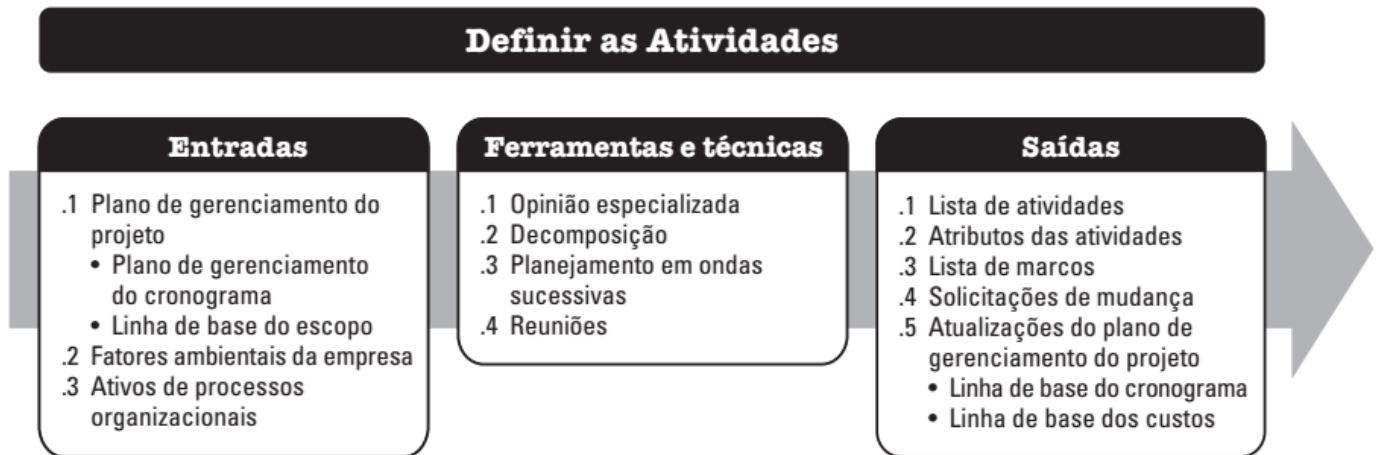 Definir as Atividades
Entradas
.1 Plano de gerenciamento do
projeto
• Plano de gerenciamento
do cronograma
• Linha de base do escopo
.2 Fatores ambientais da empresa
.3 Ativos de processos
organizacionais
Ferramentas e técnicas
.1 Opinião especializada
.2 Decomposição
.3 Planejamento em ondas
sucessivas
.4 Reuniões
Saídas
.1 Lista de atividades
.2 Atributos das atividades
.3 Lista de marcos
.4 Solicitações de mudança
.5 Atualizações do plano de
gerenciamento do projeto
• Linha de base do cronograma
• Linha de base dos custos